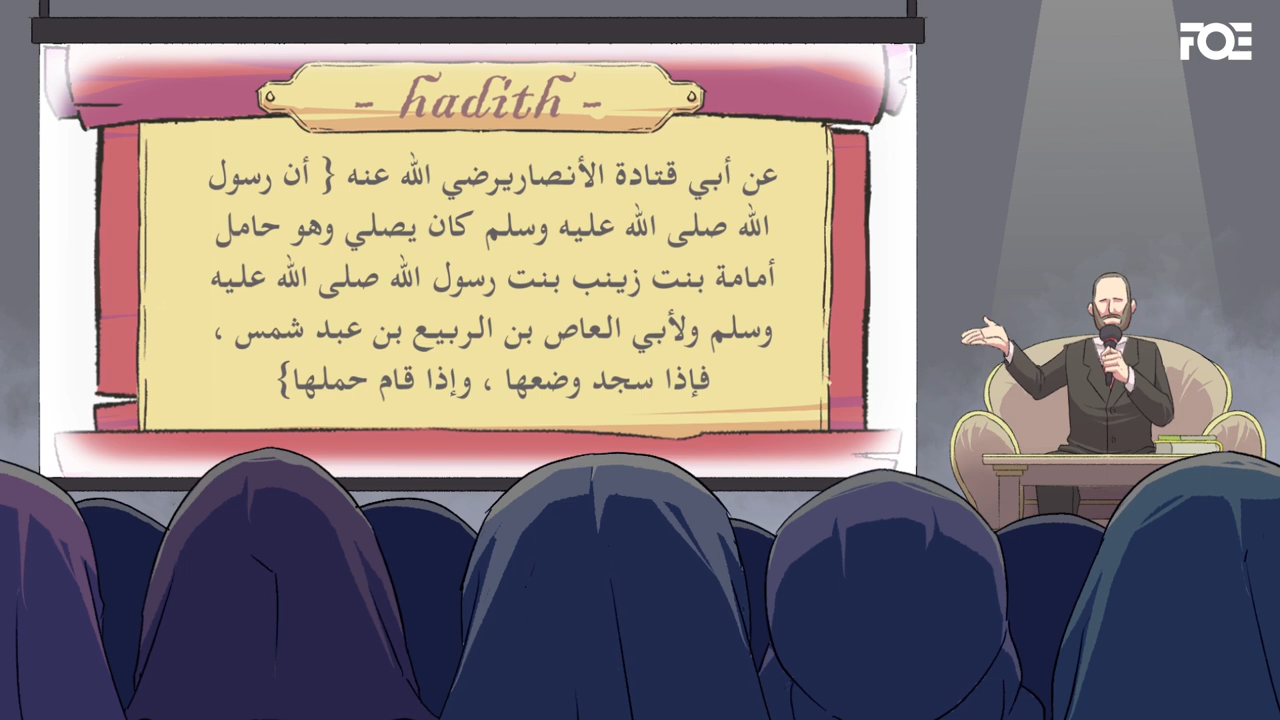 FOE
- hadith -
عن أبي قتادة الأنصاريرضي الله عنه { أن رسول
الله صلى الله عليه وسلم كان يصلي وهو حامل
أمامة بنت زينب بنت رسول الله صلى الله عليه
وسلم ولأبي العاص بن الربيع بن عبد شمس ،
فإذا سجد وضعها ، وإذا قام حملها}